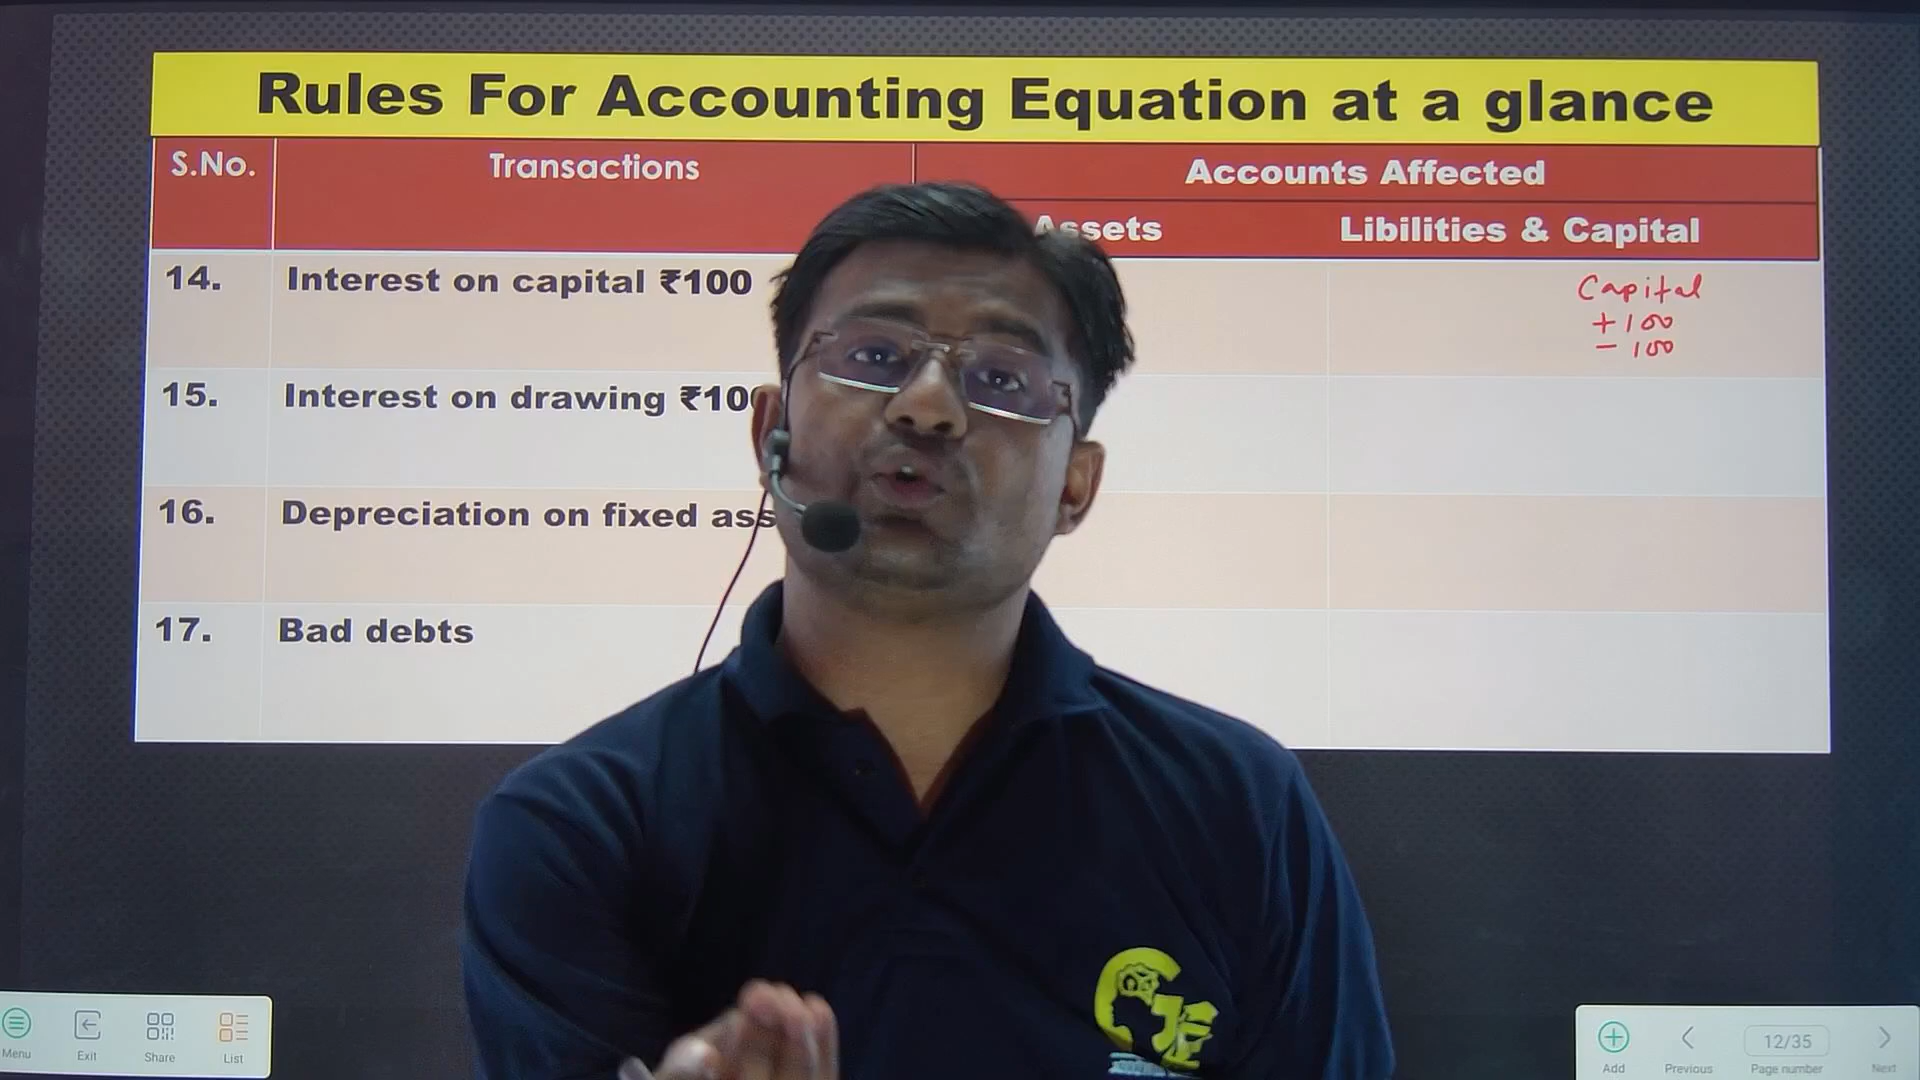 Rules For Accounting Equation at a glance
S.No. Transactions Accounts Affected
Assets Libilities & Capital
14. Interest on capital ₹100 Capital
+100
- 100
15. Interest on drawing ₹100
16. Depreciation on fixed
17. Bad debts
Menu Exit Share List
12/35
Add Previous Page number Next